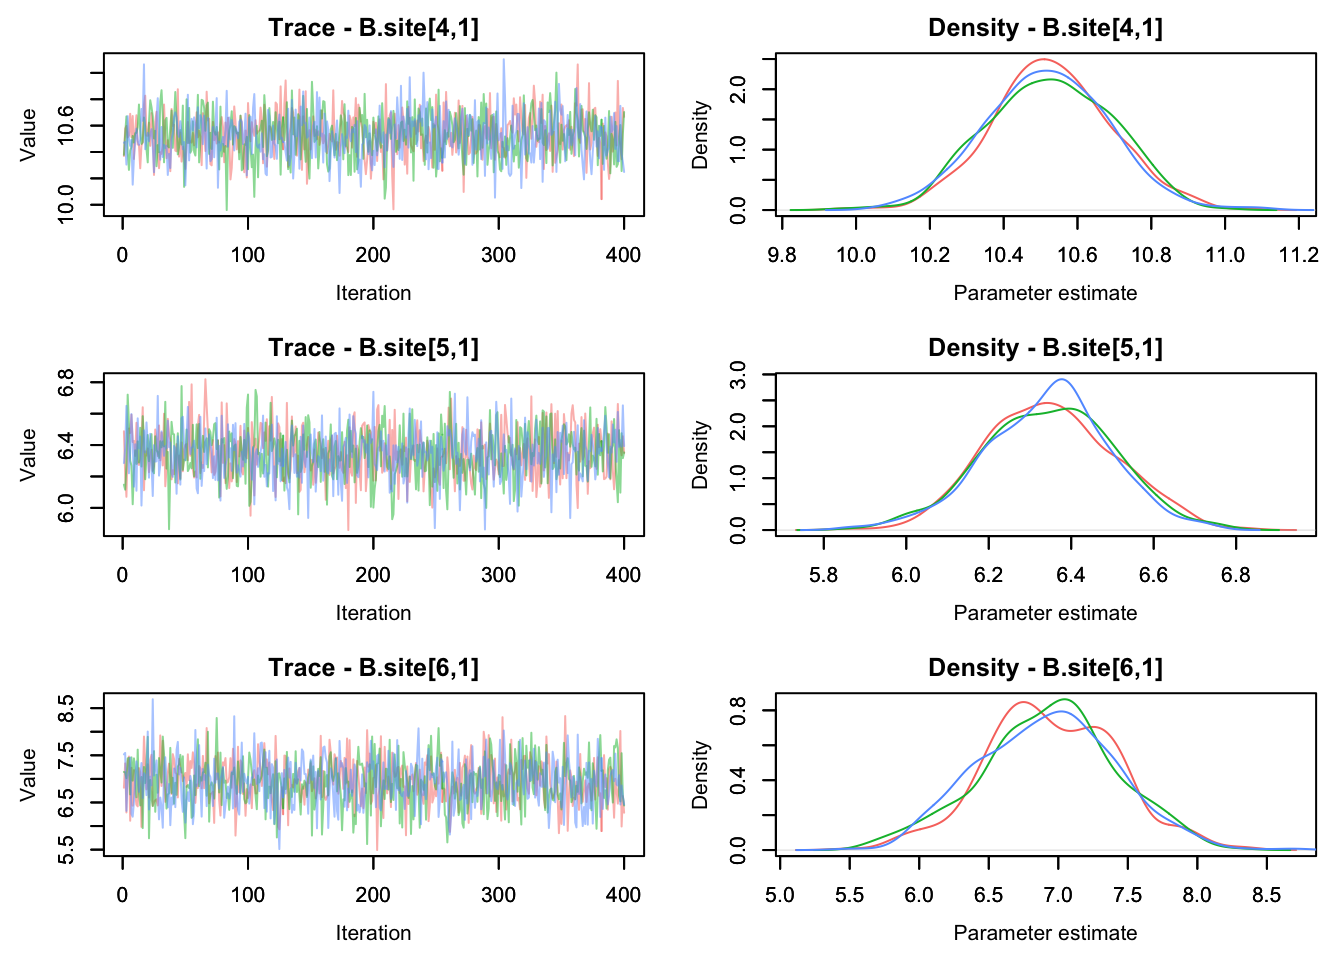 Trace - B.site[4,1]
Value
10.0 10.6
0 100 200 300 400
Iteration
Density - B.site[4,1]
Density
0.0 1.0 2.0
9.8 10.0 10.2 10.4 10.6 10.8 11.0 11.2
Parameter estimate
Trace - B.site[5,1]
Value
6.0 6.4 6.8
0 100 200 300 400
Iteration
Density - B.site[5,1]
Density
0.0 1.0 2.0 3.0
5.8 6.0 6.2 6.4 6.6 6.8
Parameter estimate
Trace - B.site[6,1]
Value
5.5 6.5 7.5 8.5
0 100 200 300 400
Iteration
Density - B.site[6,1]
Density
0.0 0.4 0.8
5.0 5.5 6.0 6.5 7.0 7.5 8.0 8.5
Parameter estimate